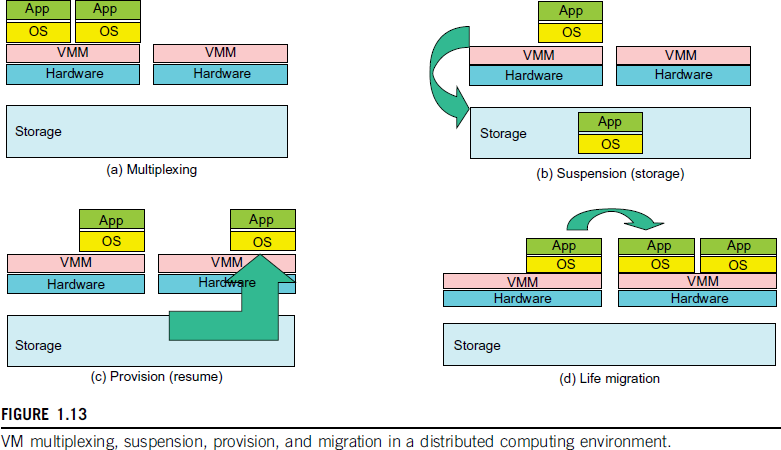 App App
OS OS
VMM VMM
Hardware Hardware
Storage
(a) Multiplexing
App
OS
VMM VMM
Hardware Hardware
Storage
App
OS
(b) Suspension (storage)
App App
OS OS
VMM VMM
Hardware Hardware
Storage
(c) Provision (resume)
App App App
OS OS OS
VMM VMM
Hardware Hardware
Storage
(d) Life migration
FIGURE 1.13
VM multiplexing, suspension, provision, and migration in a distributed computing environment.